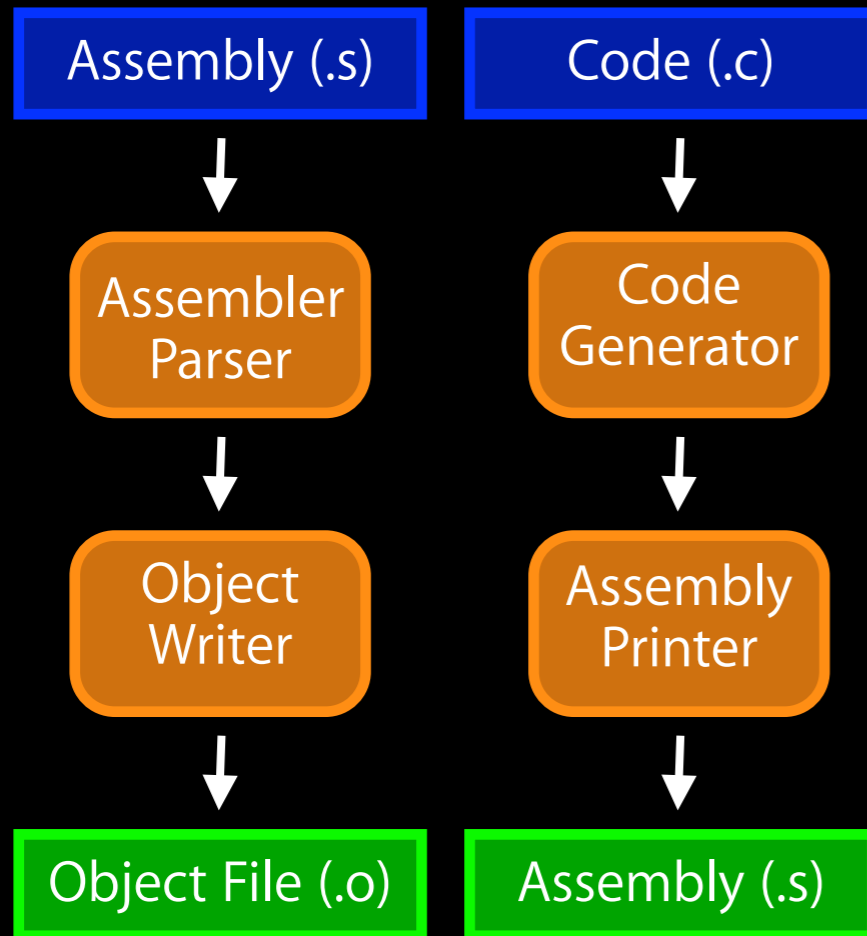 Assembly (.s)
Assembler
Parser
Object
Writer
Object File (.o)
Code (.c)
Code
Generator
Assembly
Printer
Assembly (.s)